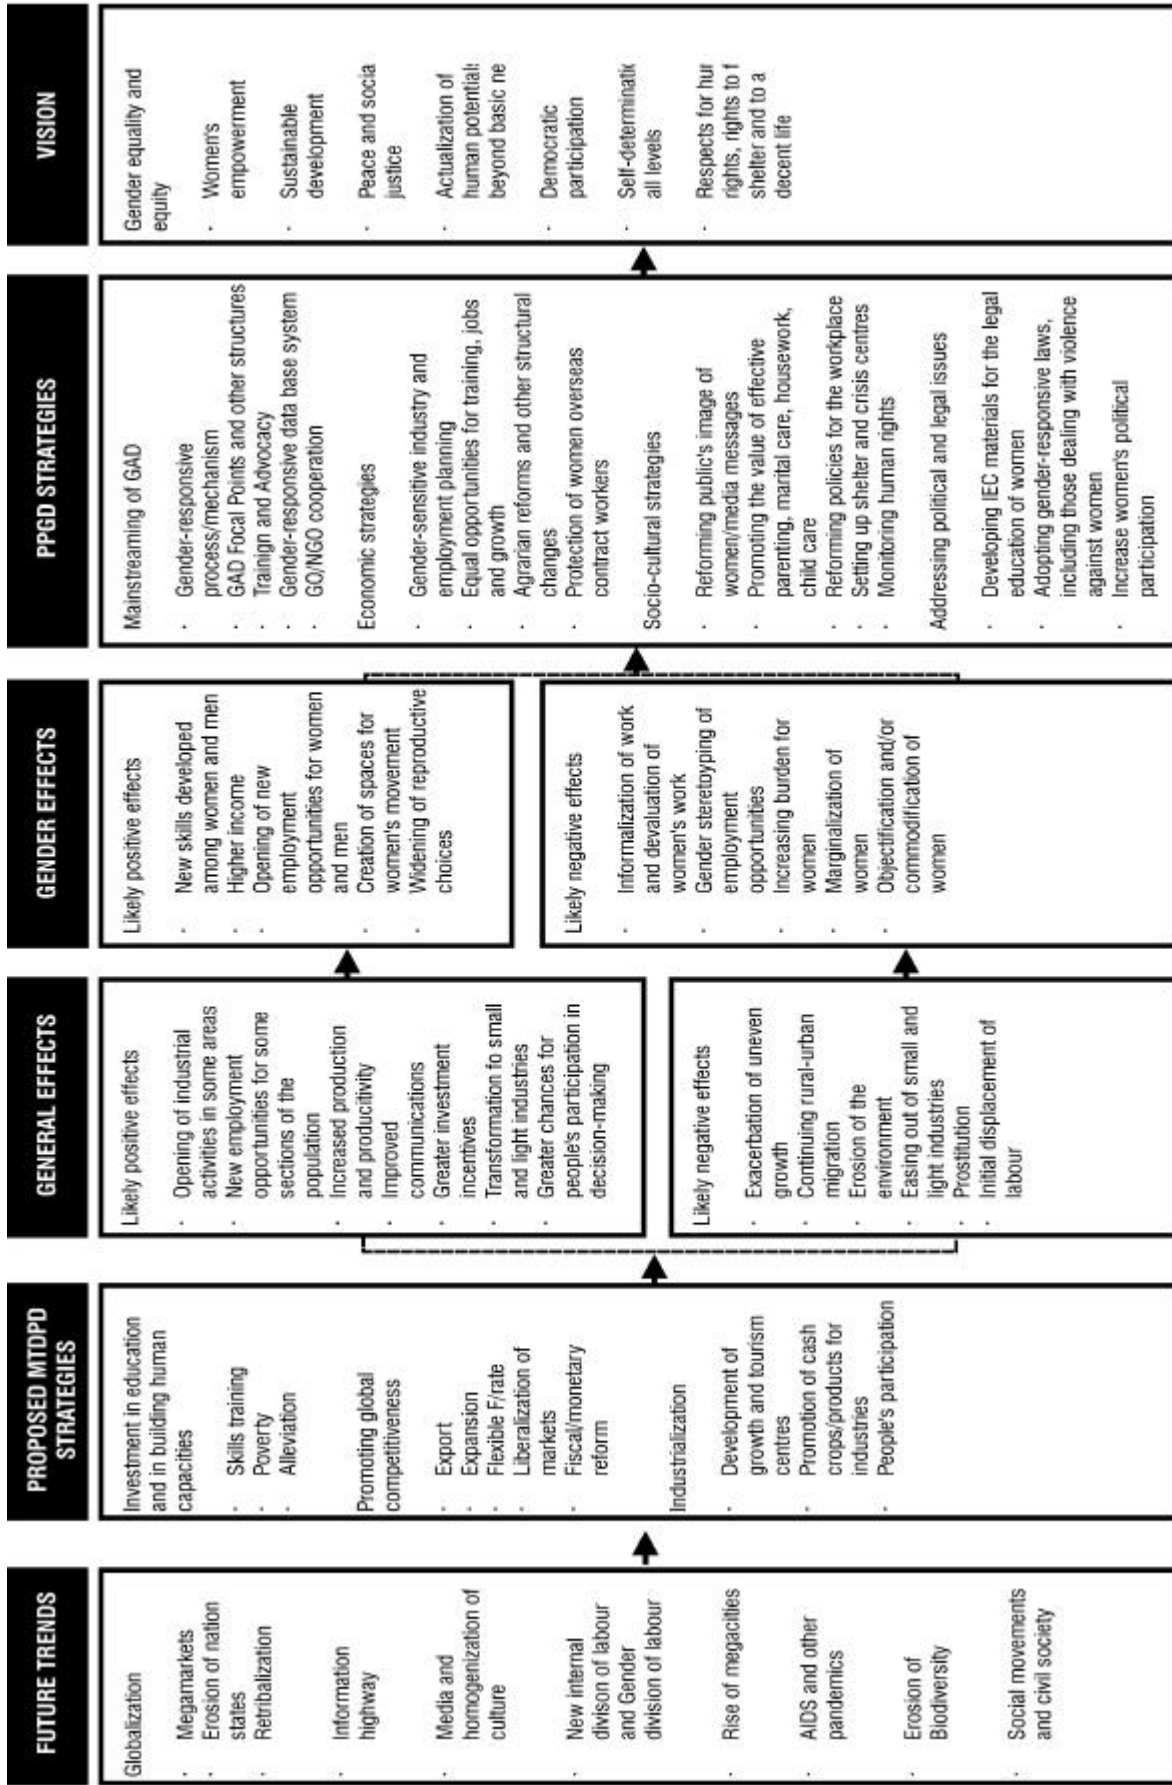 FUTURE TRENDS
Globalization
· Megamarkets
· Erosion of nation
states
· Retribalization
· Information
highway
· Media and
homogenization of
culture
· New internal
divison of labour
and Gender
division of labour
· Rise of megacities
· AIDS and other
pandemics
· Erosion of
Biodiversity
· Social movements
and civil society
PROPOSED MTDPD
STRATEGIES
Investment in education
and in building human
capacities
· Skills training
· Poverty
· Alleviation
Promoting global
competitiveness
· Export
· Expansion
· Flexible F/rate
· Liberalization of
markets
· Fiscal/monetary
reform
Industrialization
· Development of
growth and tourism
centres
· Promotion of cash
crops/products for
industries
· People's participation
GENERAL EFFECTS
Likely positive effects
· Opening of industrial
activities in some areas
· New employment
opportunities for some
sections of the
population
· Increased production
and producitivity
· Improved
communications
· Greater investment
incentives
· Transformation fo small
and light industries
· Greater chances for
people's participation in
decision-making
Likely negative effects
· Exacerbation of uneven
growth
· Continuing rural-urban
migration
· Erosion of the
environment
· Easing out of small and
light industries
· Prostitution
· Initial displacement of
labour
GENDER EFFECTS
Likely positive effects
· New skills developed
among women and men
· Higher income
· Opening of new
employment
opportunities for women
and men
· Creation of spaces for
women's movement
· Widening of reproductive
choices
Likely negative effects
· Informalization of work
and devaluation of
women's work
· Gender steretoyping of
employment
opportunities
· Increasing burden for
women
· Marginalization of
women
· Objectification and/or
commodification of
women
PPGD STRATEGIES
Mainstreaming of GAD
· Gender-responsive
process/mechanism
· GAD Focal Points and other structures
· Trainign and Advocacy
· Gender-responsive data base system
· GO/NGO cooperation
Economic strategies
· Gender-sensitive industry and
employment planning
· Equal opportunities for training, jobs
and growth
· Agrarian reforms and other structural
changes
· Protection of women overseas
contract workers
Socio-cultural strategies
· Reforming public's image of
women/media messages
· Promoting the value of effective
parenting, marital care, housework,
child care
· Reforming policies for the workplace
· Setting up shelter and crisis centres
· Monitoring human rights
Addressing political and legal issues
· Developing IEC materials for the legal
education of women
· Adopting gender-responsive laws,
including those dealing with violence
against women
· Increase women's political
participation
VISION
Gender equality and
equity
· Women's
empowerment
· Sustainable
development
· Peace and socia
justice
· Actualization of
human potential
beyond basic ne
· Democratic
participation
· Self-determinati
all levels
· Respects for hu
rights, rights to f
shelter and to a
decent life